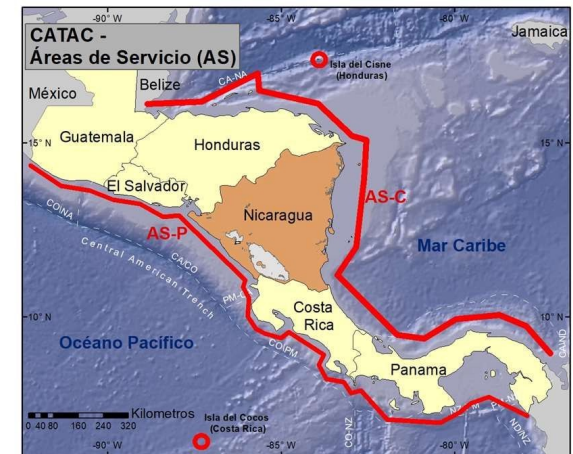 -90° W
-85° W
-80° W
CATAC -
Áreas de Servicio (AS)
Jamaica
Isla del Cisne
(Honduras)
CA-NA
Belize
México
Guatemala
Honduras
15° N
15° N
El Salvador
AS-C
CO/NA
AS-P
Nicaragua
Mar Caribe
CA/CO
Central American Trench
PM-CA
10° N
10° N
Costa
Rica
Océano Pacífico
CO/PM
Panama
Kilometros
0 40 80 160 240 320
Isla del Cocos
(Costa Rica)
CO-NZ
ND/NZ
-90° W
-85° W
-80° W